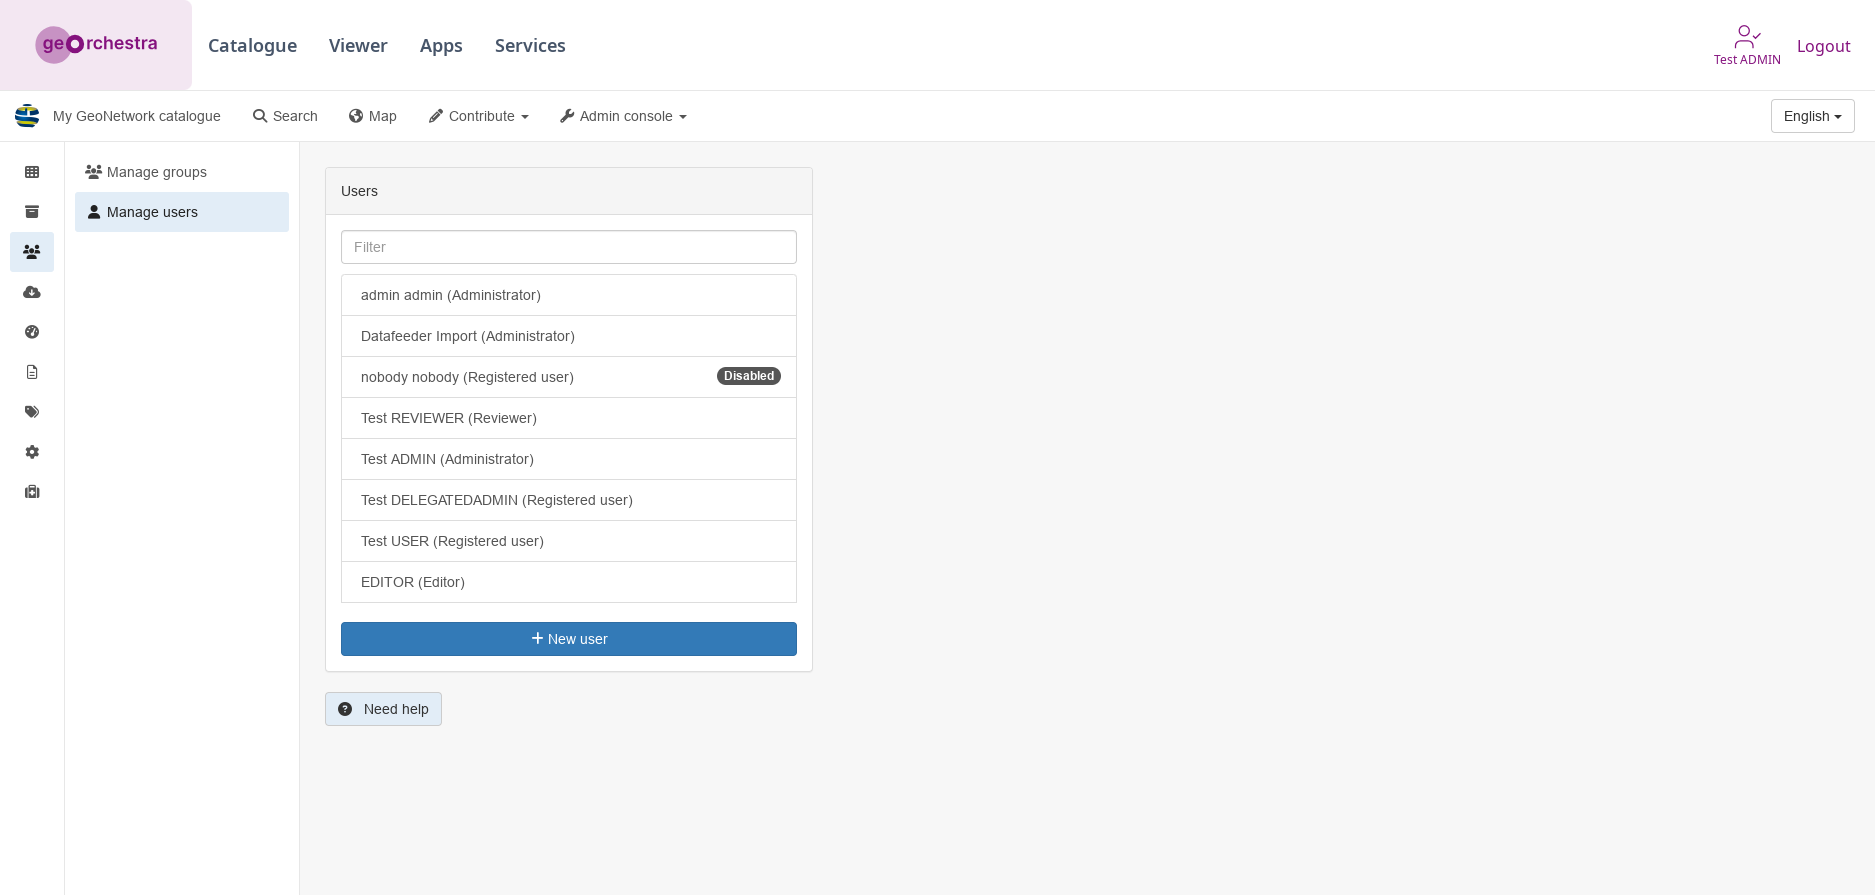 georchestra
Catalogue Viewer Apps Services
Test ADMIN
Logout
My GeoNetwork catalogue Search Map Contribute Admin console English
Manage groups
Manage users
Users
Filter
admin admin (Administrator)
Datafeeder Import (Administrator)
nobody nobody (Registered user) Disabled
Test REVIEWER (Reviewer)
Test ADMIN (Administrator)
Test DELEGATEDADMIN (Registered user)
Test USER (Registered user)
EDITOR (Editor)
New user
Need help